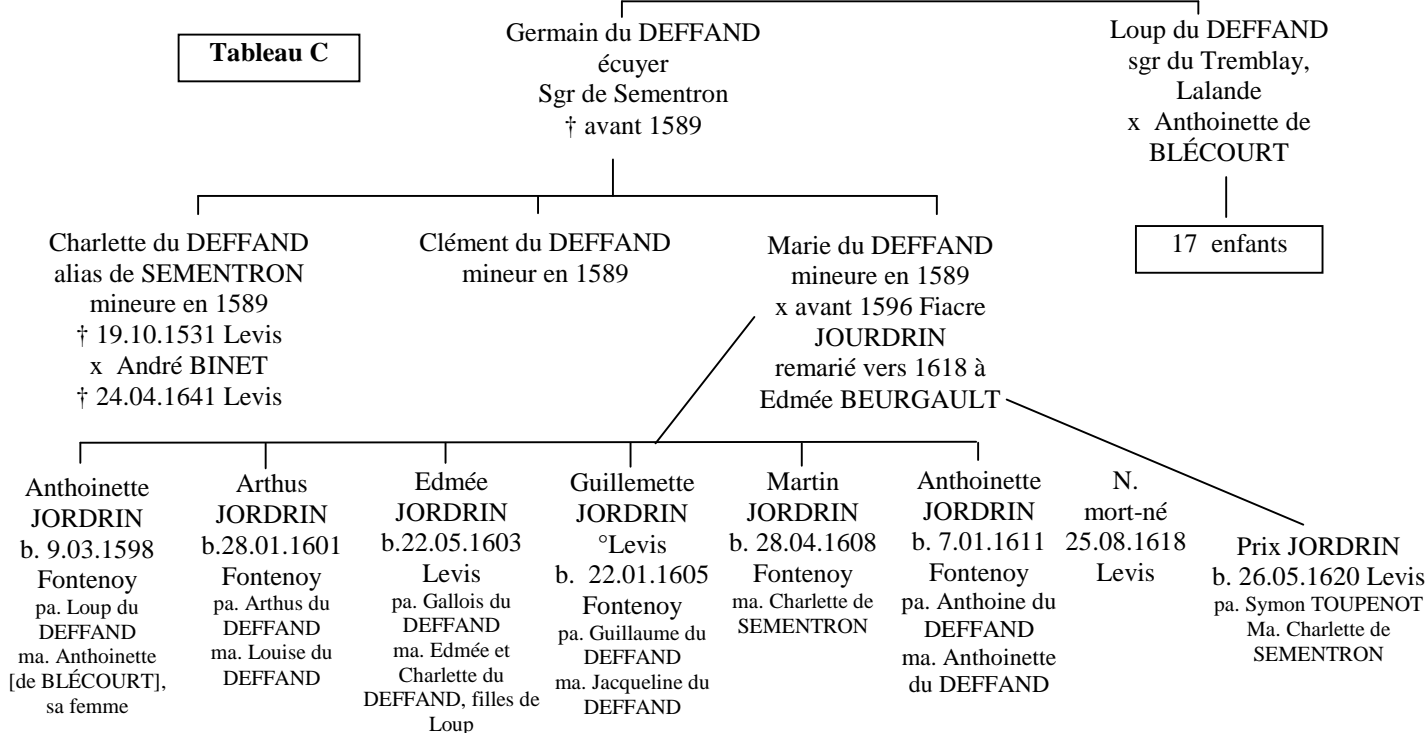 Tableau C
Germain du DEFFAND
écuyer
Sgr de Sementron
† avant 1589
Loup du DEFFAND
sgr du Tremblay,
Lalande
x Anthoinette de
BLÉCOURT
17 enfants
Charlette du DEFFAND
alias de SEMENTRON
mineure en 1589
† 19.10.1531 Levis
x André BINET
† 24.04.1641 Levis
Clément du DEFFAND
mineur en 1589
Marie du DEFFAND
mineure en 1589
x avant 1596 Fiacre
JOURDRIN
remarié vers 1618 à
Edmée BEURGAULT
Anthoinette
JORDRIN
b. 9.03.1598
Fontenoy
pa. Loup du
DEFFAND
ma. Anthoinette
[de BLÉCOURT],
sa femme
Arthus
JORDRIN
b.28.01.1601
Fontenoy
pa. Arthus du
DEFFAND
ma. Louise du
DEFFAND
Edmée
JORDRIN
b.22.05.1603
Levis
pa. Gallois du
DEFFAND
ma. Edmée et
Charlette du
DEFFAND, filles de
Loup
Guillemette
JORDRIN
°Levis
b. 22.01.1605
Fontenoy
pa. Guillaume du
DEFFAND
ma. Jacqueline du
DEFFAND
Martin
JORDRIN
b. 28.04.1608
Fontenoy
ma. Charlette de
SEMENTRON
Anthoinette
JORDRIN
b. 7.01.1611
Fontenoy
pa. Anthoine du
DEFFAND
ma. Anthoinette
du DEFFAND
N.
mort-né
25.08.1618
Levis
Prix JORDRIN
b. 26.05.1620 Levis
pa. Symon TOUPENOT
Ma. Charlette de
SEMENTRON